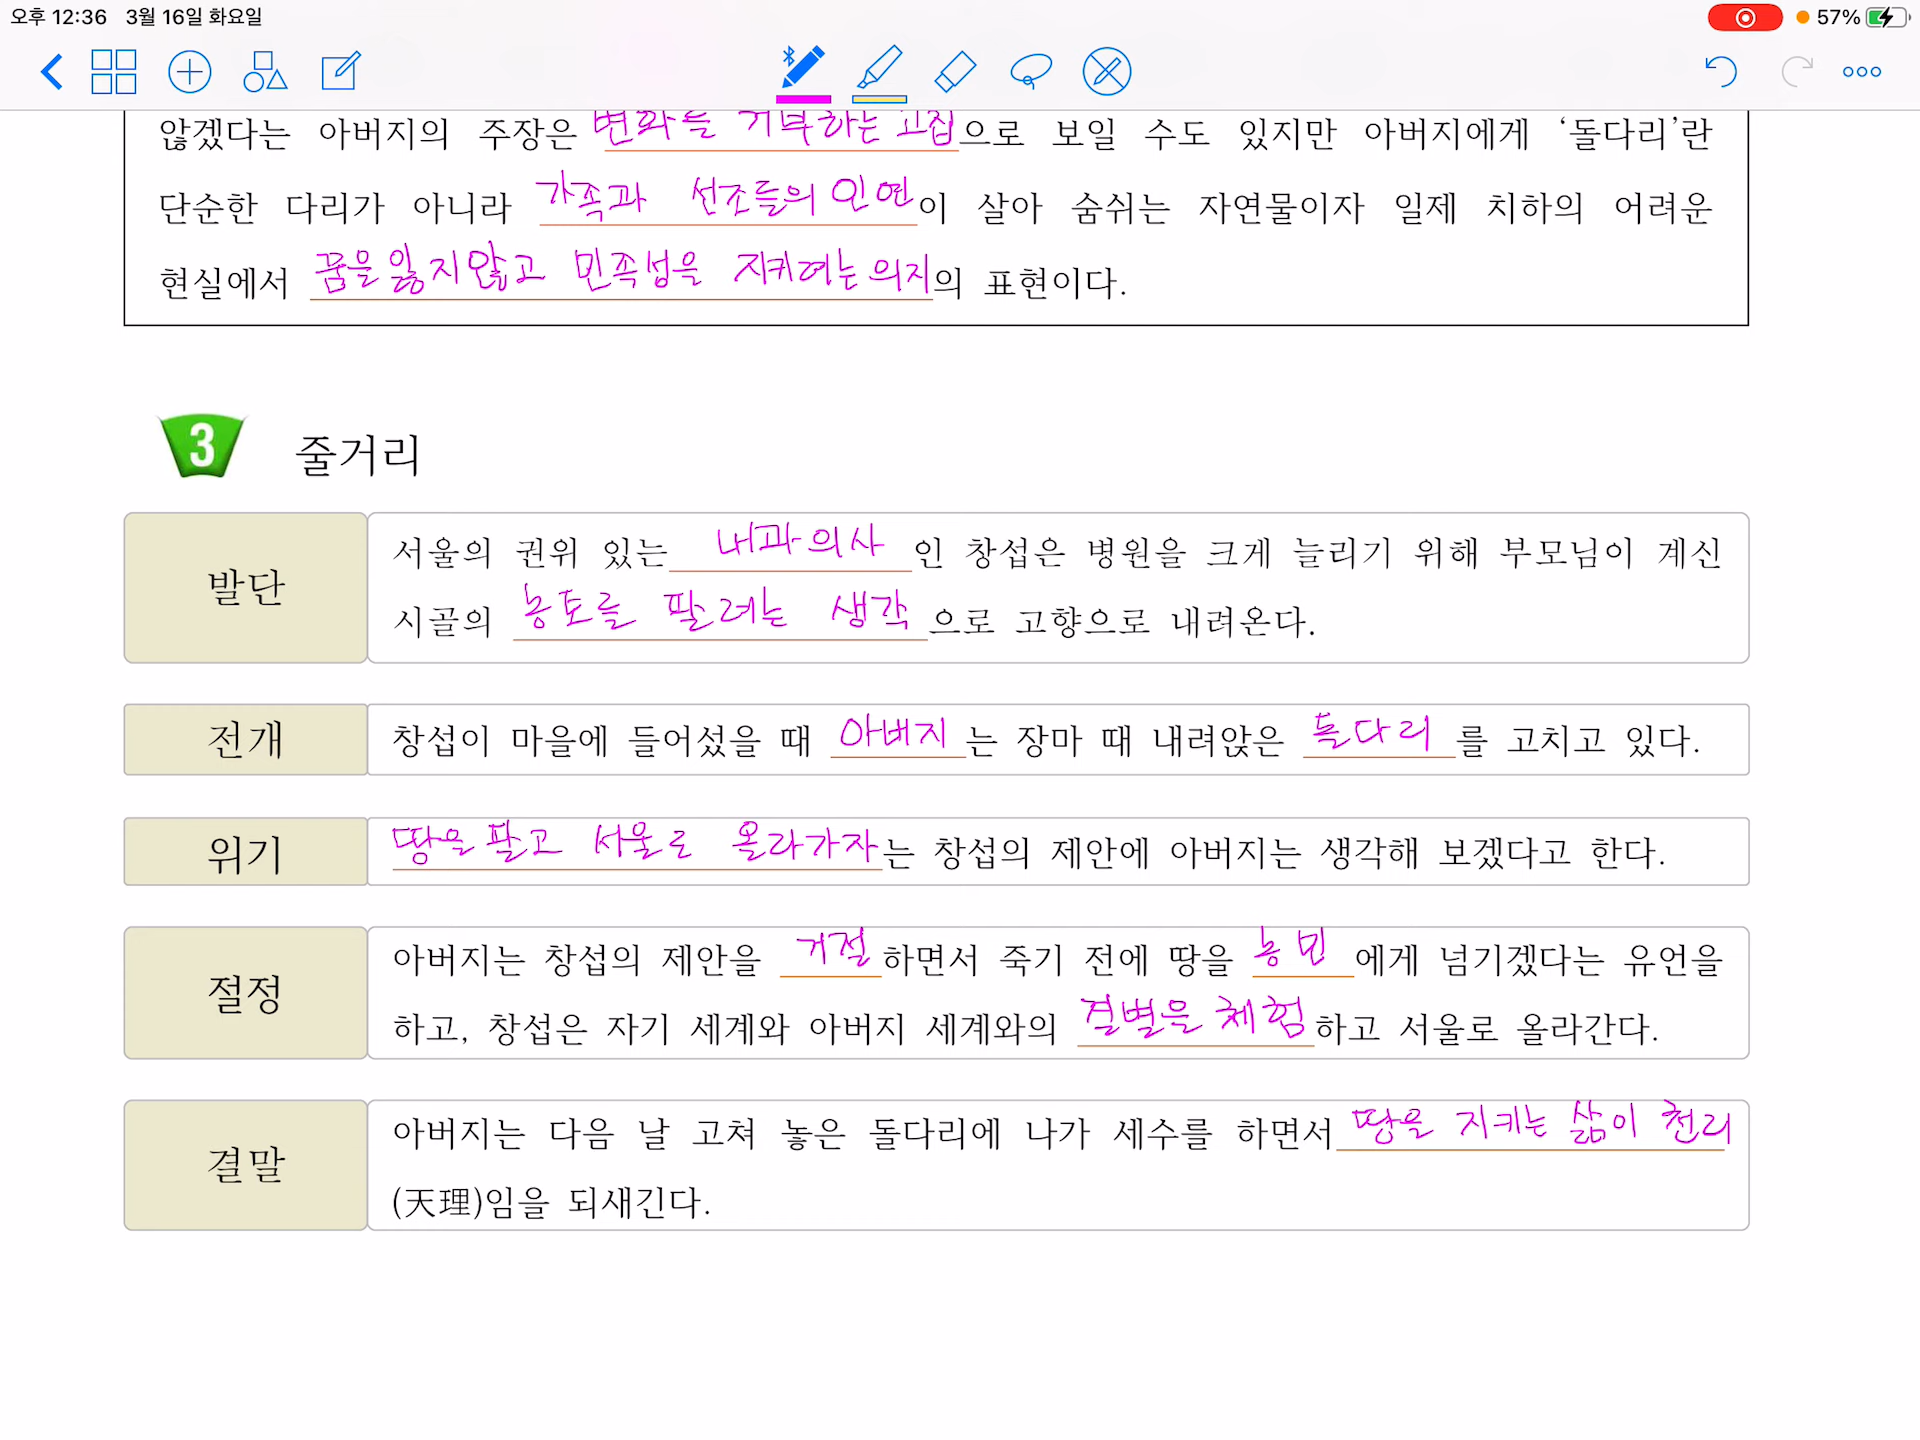 오후 12:36 3월 16일 화요일 57%
않겠다는 아버지의 주장은 변화를 거부하는 고집으로 보일 수도 있지만 아버지에게 ‘돌다리’란
단순한 다리가 아니라 가족과 선조들의 인연이 살아 숨쉬는 자연물이자 일제 치하의 어려운
현실에서 꿈을 잃지 않고 민족성을 지키려는 의지의 표현이다.
3 줄거리
발단
서울의 권위 있는 내과의사인 창섭은 병원을 크게 늘리기 위해 부모님이 계신
시골의 농토를 팔려는 생각으로 고향으로 내려온다.
전개
창섭이 마을에 들어섰을 때 아버지는 장마 때 내려앉은 돌다리를 고치고 있다.
위기
땅을 팔고 서울로 올라가자는 창섭의 제안에 아버지는 생각해 보겠다고 한다.
절정
아버지는 창섭의 제안을 거절하면서 죽기 전에 땅을 농민에게 넘기겠다는 유언을
하고, 창섭은 자기 세계와 아버지 세계와의 결별을 체험하고 서울로 올라간다.
결말
아버지는 다음 날 고쳐 놓은 돌다리에 나가 세수를 하면서 땅을 지키는 삶이 천리
(天理)임을 되새긴다.